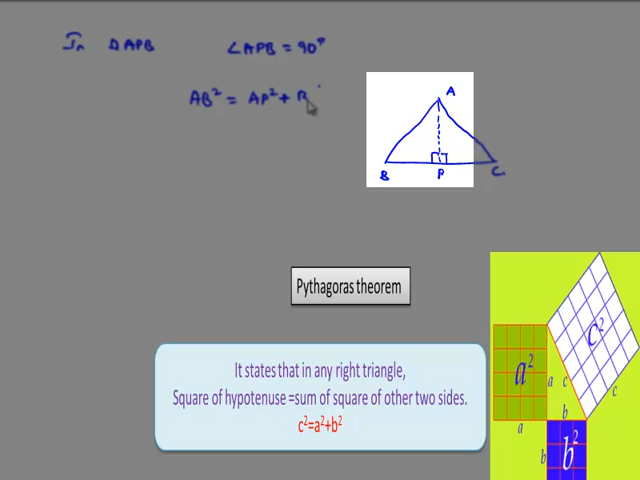 In ΔAPB ∠APB = 90°
AB² = AP² + B
A
B P C
Pythagoras theorem
It states that in any right triangle,
Square of hypotenuse =sum of square of other two sides.
c²=a²+b²
c²
a² a c c
b
a
b b²